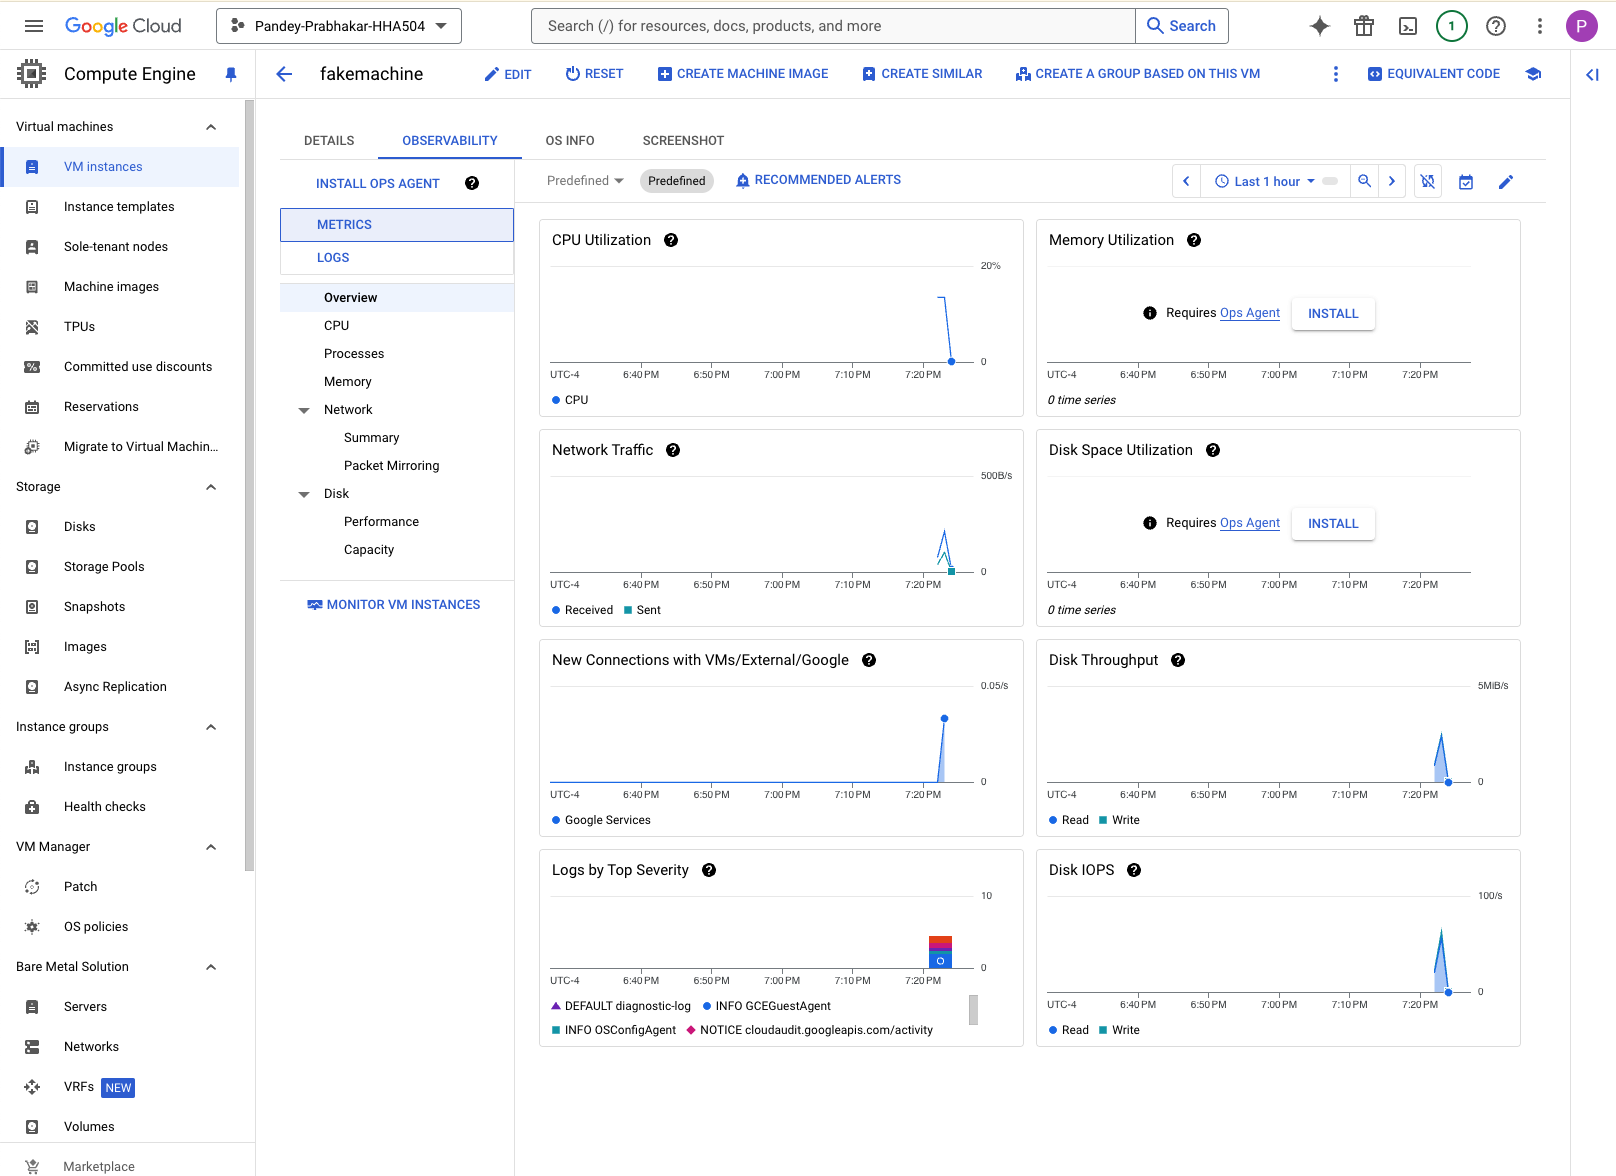 Google Cloud
Pandey-Prabhakar-HHA504
Search (/) for resources, docs, products, and more
Search
1
P
Compute Engine
fakemachine
EDIT
RESET
CREATE MACHINE IMAGE
CREATE SIMILAR
CREATE A GROUP BASED ON THIS VM
EQUIVALENT CODE
Virtual machines
VM instances
Instance templates
Sole-tenant nodes
Machine images
TPUs
Committed use discounts
Reservations
Migrate to Virtual Machin...
Storage
Disks
Storage Pools
Snapshots
Images
Async Replication
Instance groups
Instance groups
Health checks
VM Manager
Patch
OS policies
Bare Metal Solution
Servers
Networks
VRFs NEW
Volumes
Marketplace
DETAILS
OBSERVABILITY
OS INFO
SCREENSHOT
INSTALL OPS AGENT
METRICS
LOGS
Overview
CPU
Processes
Memory
Network
Summary
Packet Mirroring
Disk
Performance
Capacity
MONITOR VM INSTANCES
Predefined
Predefined
RECOMMENDED ALERTS
Last 1 hour
CPU Utilization
20%
0
UTC-4 6:40 PM 6:50 PM 7:00 PM 7:10 PM 7:20 PM
CPU
Memory Utilization
Requires Ops Agent
INSTALL
UTC-4 6:40 PM 6:50 PM 7:00 PM 7:10 PM 7:20 PM
0 time series
Network Traffic
500B/s
0
UTC-4 6:40 PM 6:50 PM 7:00 PM 7:10 PM 7:20 PM
Received Sent
Disk Space Utilization
Requires Ops Agent
INSTALL
UTC-4 6:40 PM 6:50 PM 7:00 PM 7:10 PM 7:20 PM
0 time series
New Connections with VMs/External/Google
0.05/s
0
UTC-4 6:40 PM 6:50 PM 7:00 PM 7:10 PM 7:20 PM
Google Services
Disk Throughput
5MiB/s
0
UTC-4 6:40 PM 6:50 PM 7:00 PM 7:10 PM 7:20 PM
Read Write
Logs by Top Severity
10
0
UTC-4 6:40 PM 6:50 PM 7:00 PM 7:10 PM 7:20 PM
DEFAULT diagnostic-log INFO GCEGuestAgent
INFO OSConfigAgent NOTICE cloudaudit.googleapis.com/activity
Disk IOPS
100/s
0
UTC-4 6:40 PM 6:50 PM 7:00 PM 7:10 PM 7:20 PM
Read Write